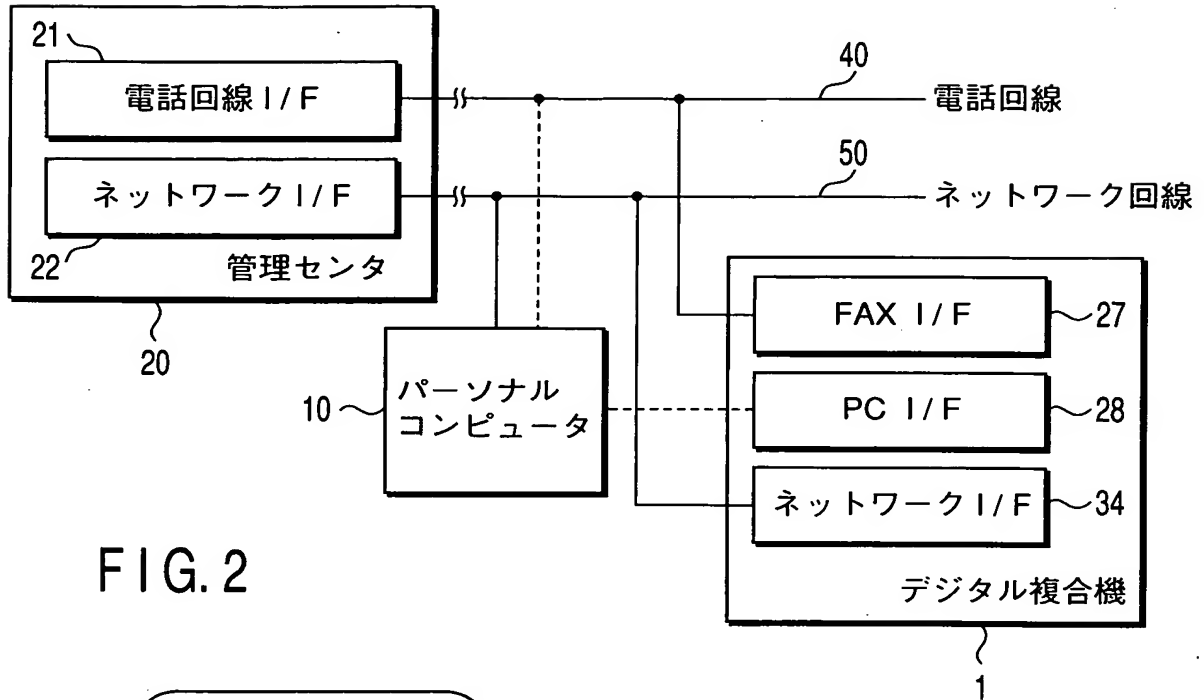 21
電話回線 I/F
40
電話回線
50
ネットワーク I/F
ネットワーク回線
22
管理センタ
20
FAX I/F
27
10
パーソナル
コンピュータ
PC I/F
28
ネットワーク I/F
34
FIG. 2
デジタル複合機
1